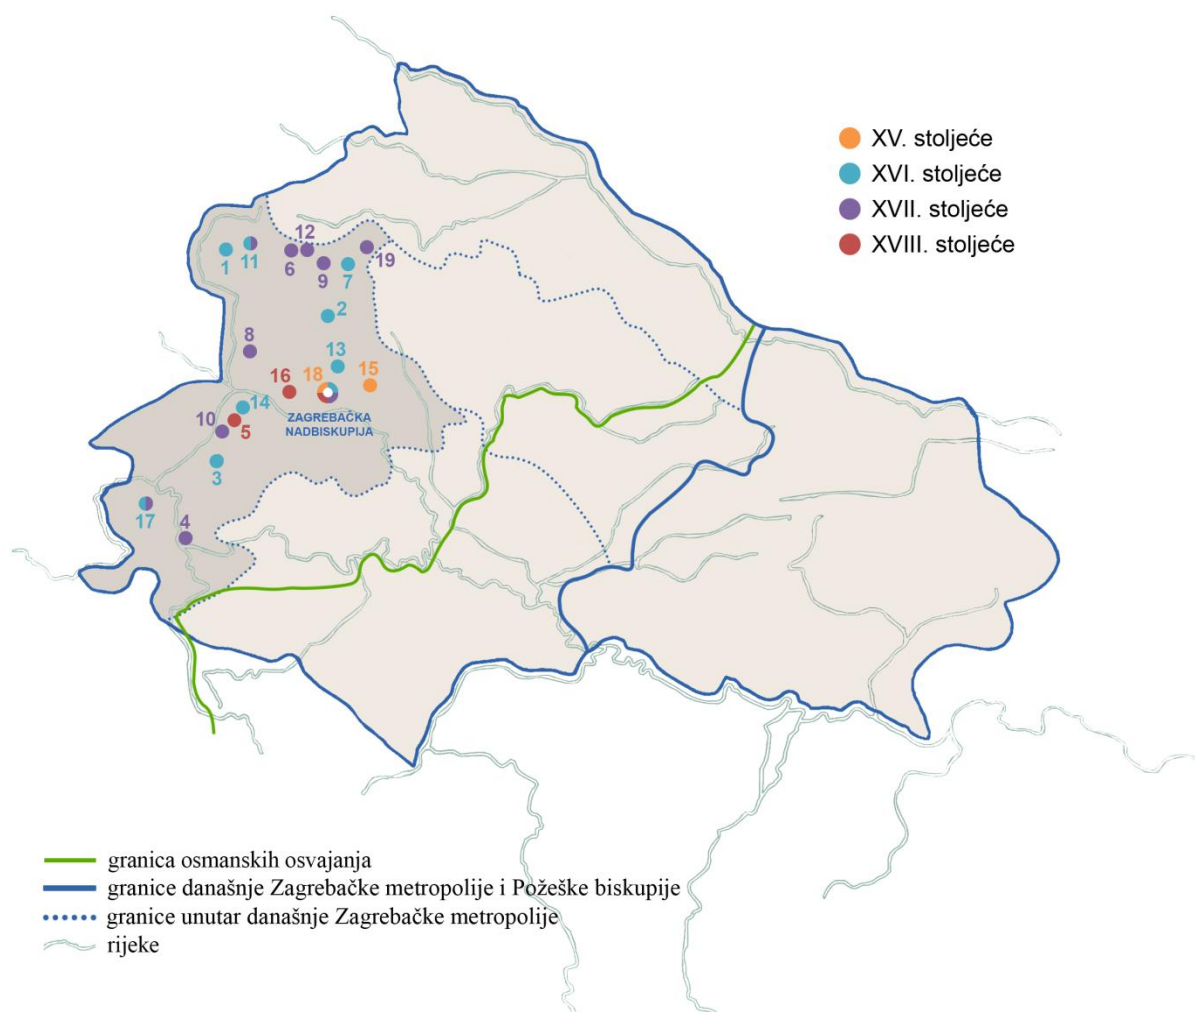 XV. stoljeće
XVI. stoljeće
XVII. stoljeće
XVIII. stoljeće
12
1
11
6
9
7
19
2
8
13
16
18
15
14
10
5
ZAGREBAČKA
NADBISKUPIJA
3
17
4
granica osmanskih osvajanja
granice današnje Zagrebačke metropolije i Požeške biskupije
granice unutar današnje Zagrebačke metropolije
rijeke